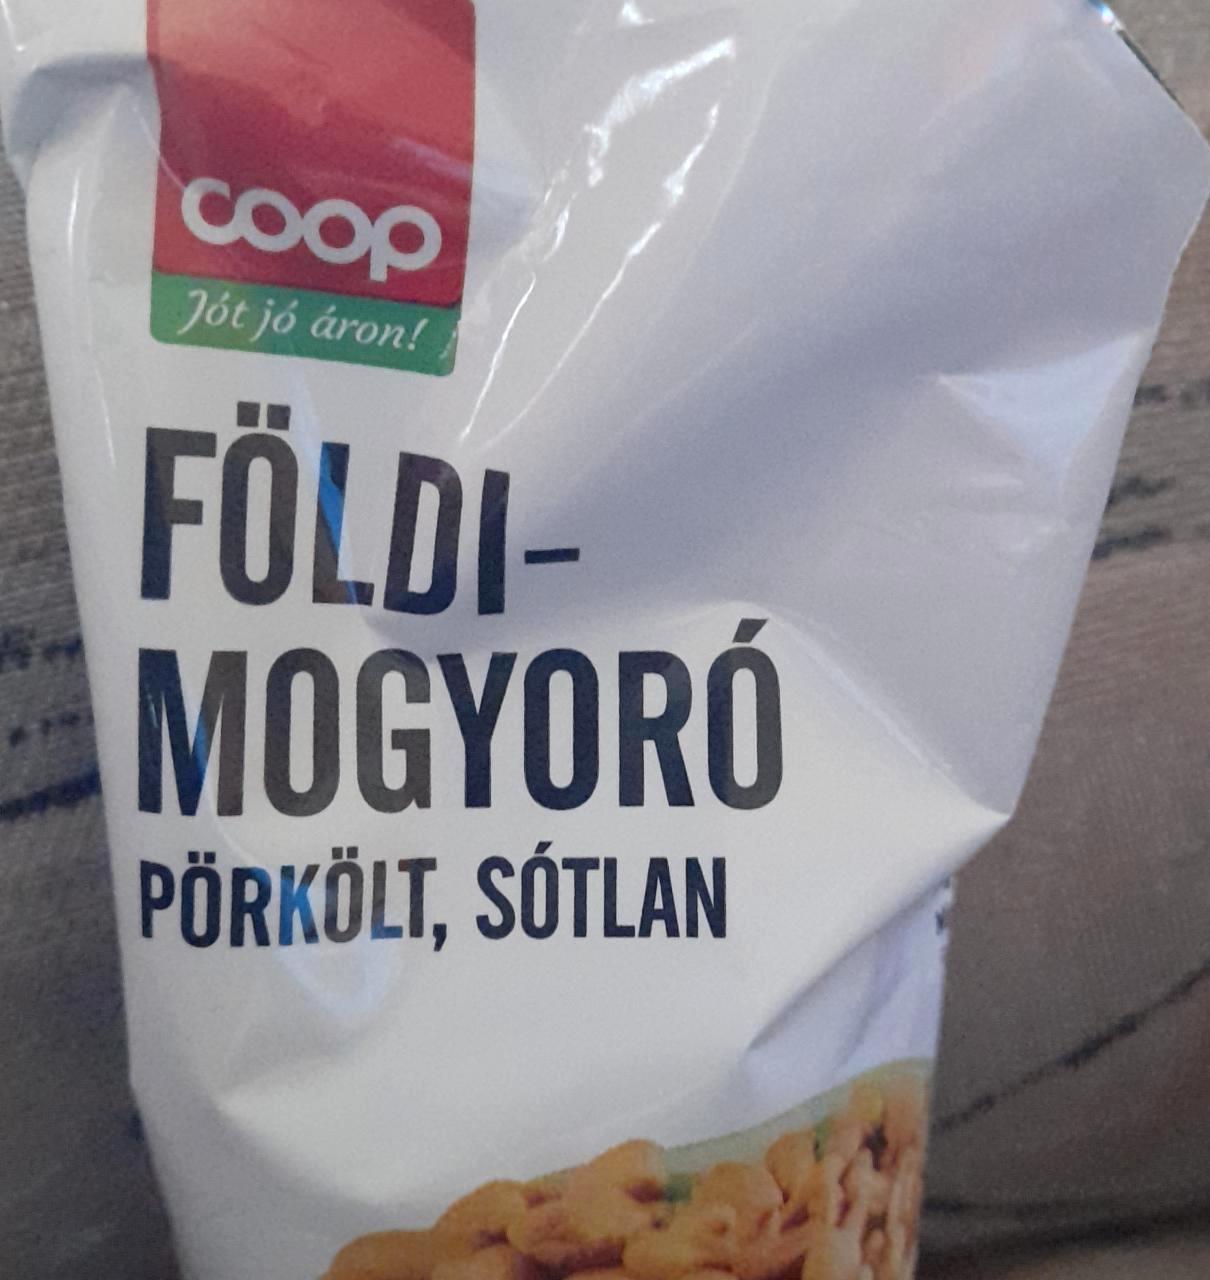 coop
Jót jó áron!
FÖLDI-
MOGYORÓ
PÖRKÖLT, SÓTLAN